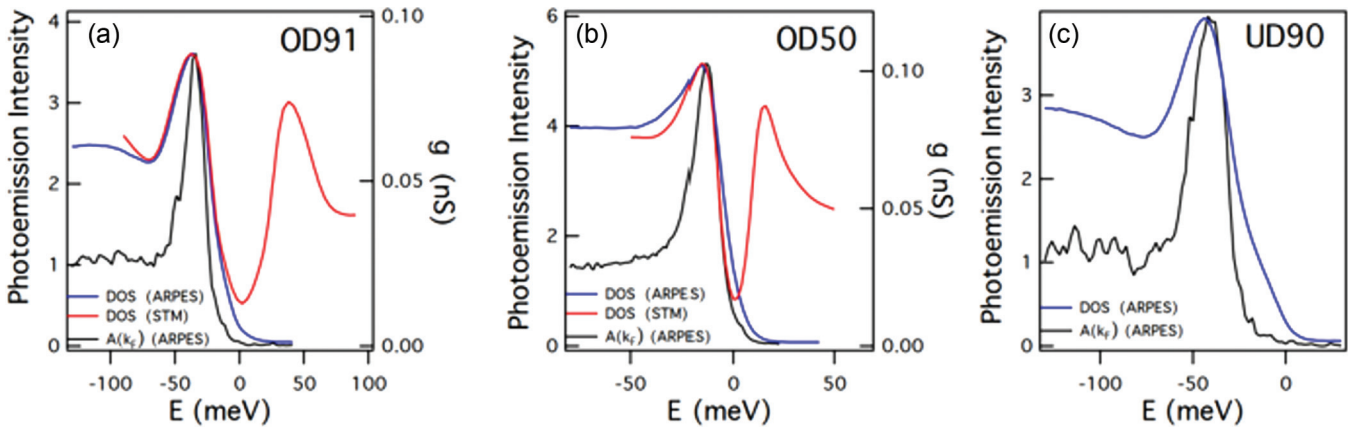 (a)
OD91
Photoemission Intensity
4
3
2
1
0
0.10
0.05
0.00
g (nS)
DOS (ARPES)
DOS (STM)
A(kF) (ARPES)
-100
-50
0
50
100
E (meV)
(b)
OD50
Photoemission Intensity
6
4
2
0
0.10
0.05
0.00
g (nS)
DOS (ARPES)
DOS (STM)
A(kF) (ARPES)
-50
0
50
E (meV)
(c)
UD90
Photoemission Intensity
3
2
1
0
DOS (ARPES)
A(kF) (ARPES)
-100
-50
0
E (meV)